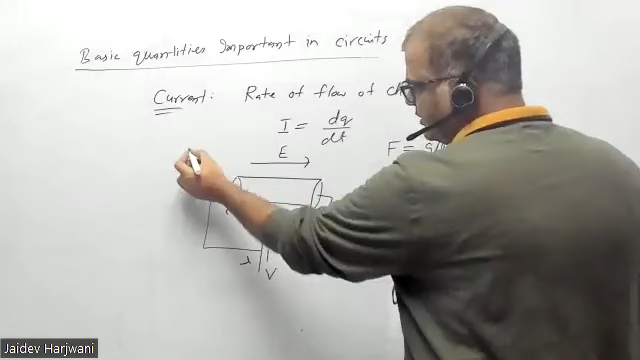 Basic quantities Important in circuits
Current: Rate of flow of
I = dq/dt
E
F =
V
Jaidev Harjwani